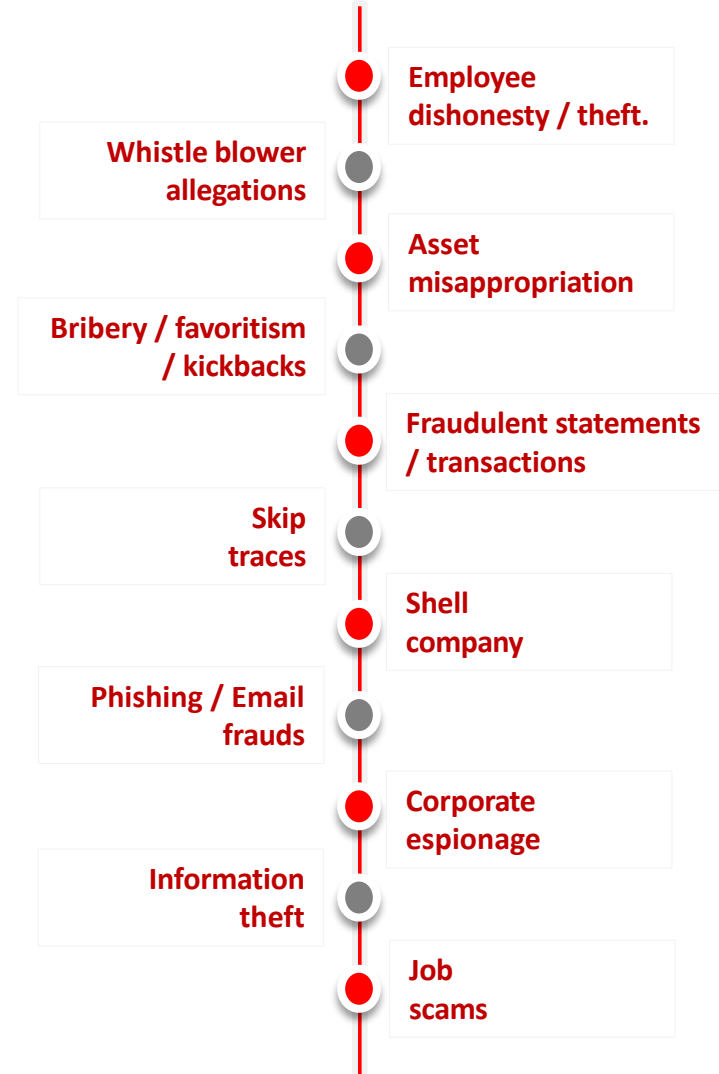 Employee
dishonesty / theft.
Whistle blower
allegations
Asset
misappropriation
Bribery / favoritism
/ kickbacks
Fraudulent statements
/ transactions
Skip
traces
Shell
company
Phishing / Email
frauds
Corporate
espionage
Information
theft
Job
scams